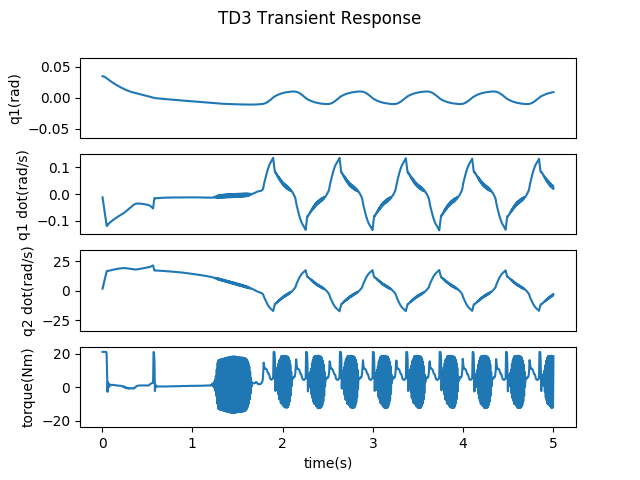 TD3 Transient Response
q1(rad)
0.05
0.00
−0.05
q1 dot(rad/s)
0.1
0.0
−0.1
q2 dot(rad/s)
25
0
−25
torque(Nm)
20
0
−20
0 1 2 3 4 5
time(s)